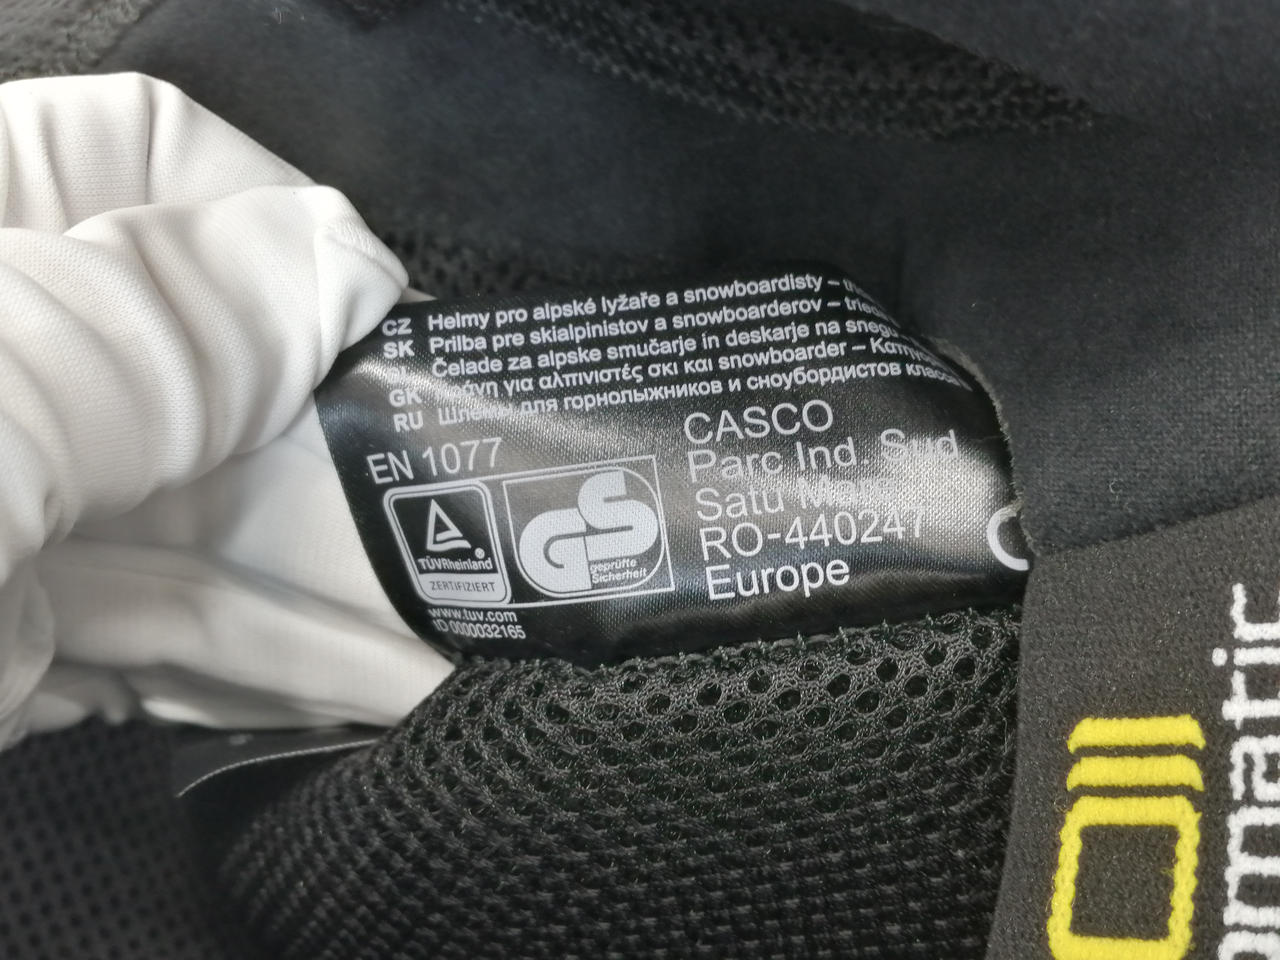 CZ Helmy pro alpské lyžaře a snowboardisty –
SK Prilba pre skialpinistov a snowboarderov –
Čelade za alpske smučarje in deskarje na
GK για αλπινιστές σκι και snowboarder –
RU Шлемы для горнолыжников и сноубордистов класса
EN 1077
TÜVRheinland®
ZERTIFIZIERT
GS
geprüfte
Sicherheit
www.tuv.com
ID 0000032165
CASCO
Parc Ind. Sud
Satu Mare
RO-440247
Europe